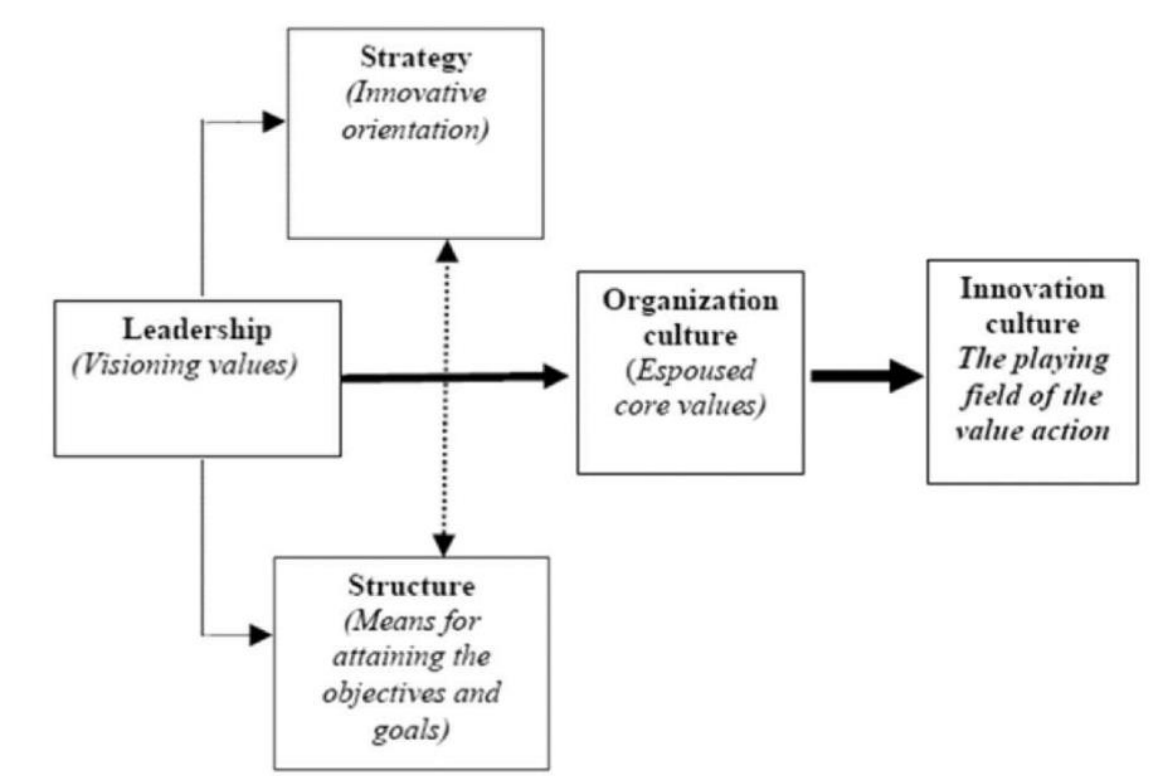 Strategy
(Innovative
orientation)
Leadership
(Visioning values)
Organization
culture
(Espoused
core values)
Innovation
culture
The playing
field of the
value action
Structure
(Means for
attaining the
objectives and
goals)